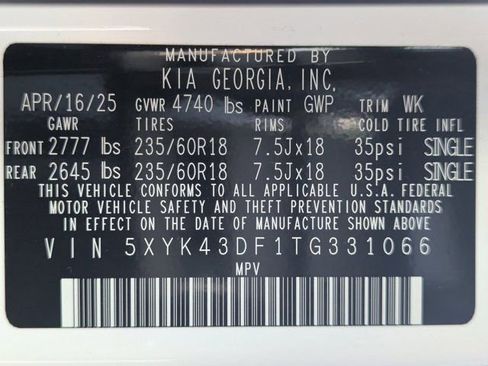 MANUFACTURED BY
KIA GEORGIA, INC.
APR/16/25 GVWR 4740 lbs PAINT GWP TRIM WK
GAWR TIRES RIMS COLD TIRE INFL
FRONT 2777 lbs 235/60R18 7.5Jx18 35psi SINGLE
REAR 2645 lbs 235/60R18 7.5Jx18 35psi SINGLE
THIS VEHICLE CONFORMS TO ALL APPLICABLE U.S.A. FEDERAL
MOTOR VEHICLE SAFETY AND THEFT PREVENTION STANDARDS
IN EFFECT ON THE DATE OF MANUFACTURE SHOWN ABOVE.
VIN 5XYK43DF1TG331066
MPV